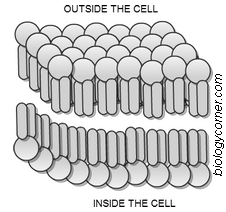 OUTSIDE THE CELL
biologycorner.com
INSIDE THE CELL